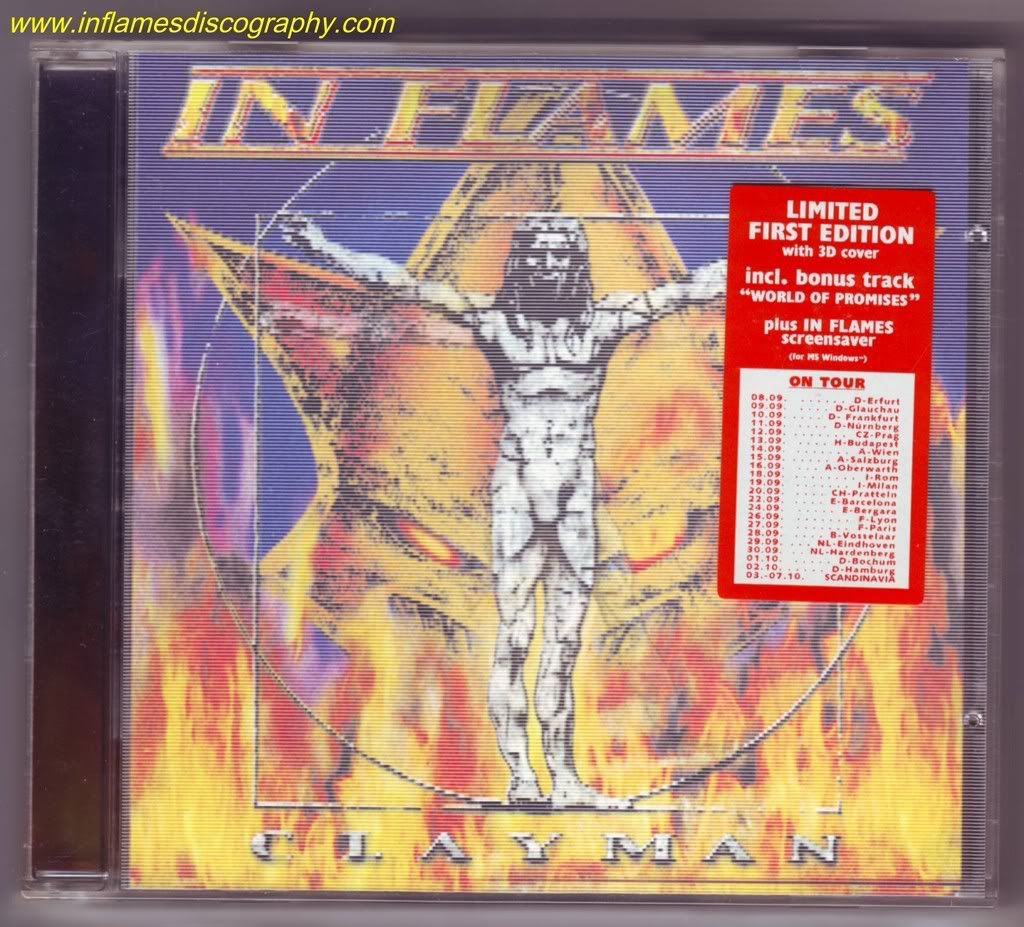 www.inflamesdiscography.com
IN FLAMES
LIMITED
FIRST EDITION
with 3D cover
incl. bonus track
"WORLD OF PROMISES"
plus IN FLAMES
screensaver
(for MS Windows™)
ON TOUR
08.09. ....... D-Erfurt
09.09. ..... D-Glauchau
10.09. .... D- Frankfurt
11.09. ..... D-Nürnberg
12.09. ........ CZ-Prag
13.09. ..... H-Budapest
14.09. ......... A-Wien
15.09. ..... A-Salzburg
16.09. .... A-Oberwarth
18.09. .......... I-Rom
19.09. ........ I-Milan
20.09. .... CH-Pratteln
22.09. .... E-Barcelona
24.09. ...... E-Bergara
26.09. ......... F-Lyon
27.09. ........ F-Paris
28.09. .... B-Vosselaar
29.09. ... NL-Eindhoven
30.09. .. NL-Hardenberg
01.10. ....... D-Bochum
02.10. ...... D-Hamburg
03.-07.10. SCANDINAVIA
CLAYMAN